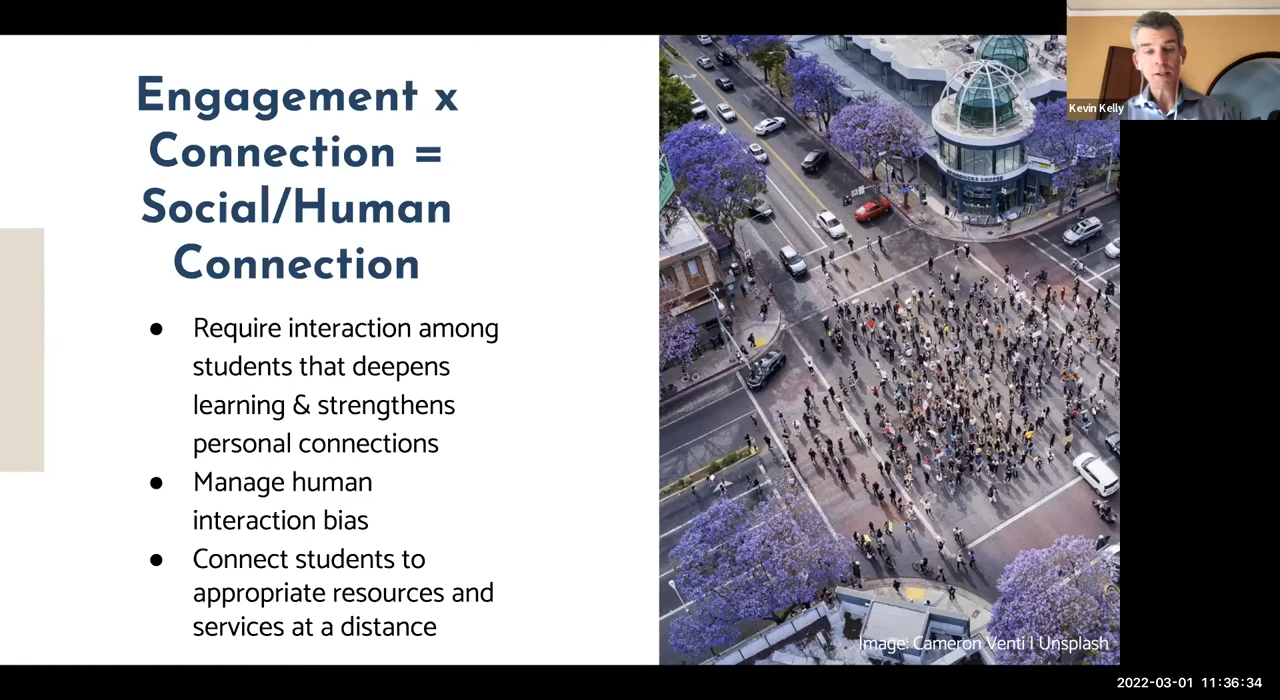 Engagement x
Connection =
Social/Human
Connection
● Require interaction among
students that deepens
learning & strengthens
personal connections
● Manage human
interaction bias
● Connect students to
appropriate resources and
services at a distance
Kevin Kelly
STARBUCKS COFFEE
Image: Cameron Venti | Unsplash
2022-03-01 11:36:34